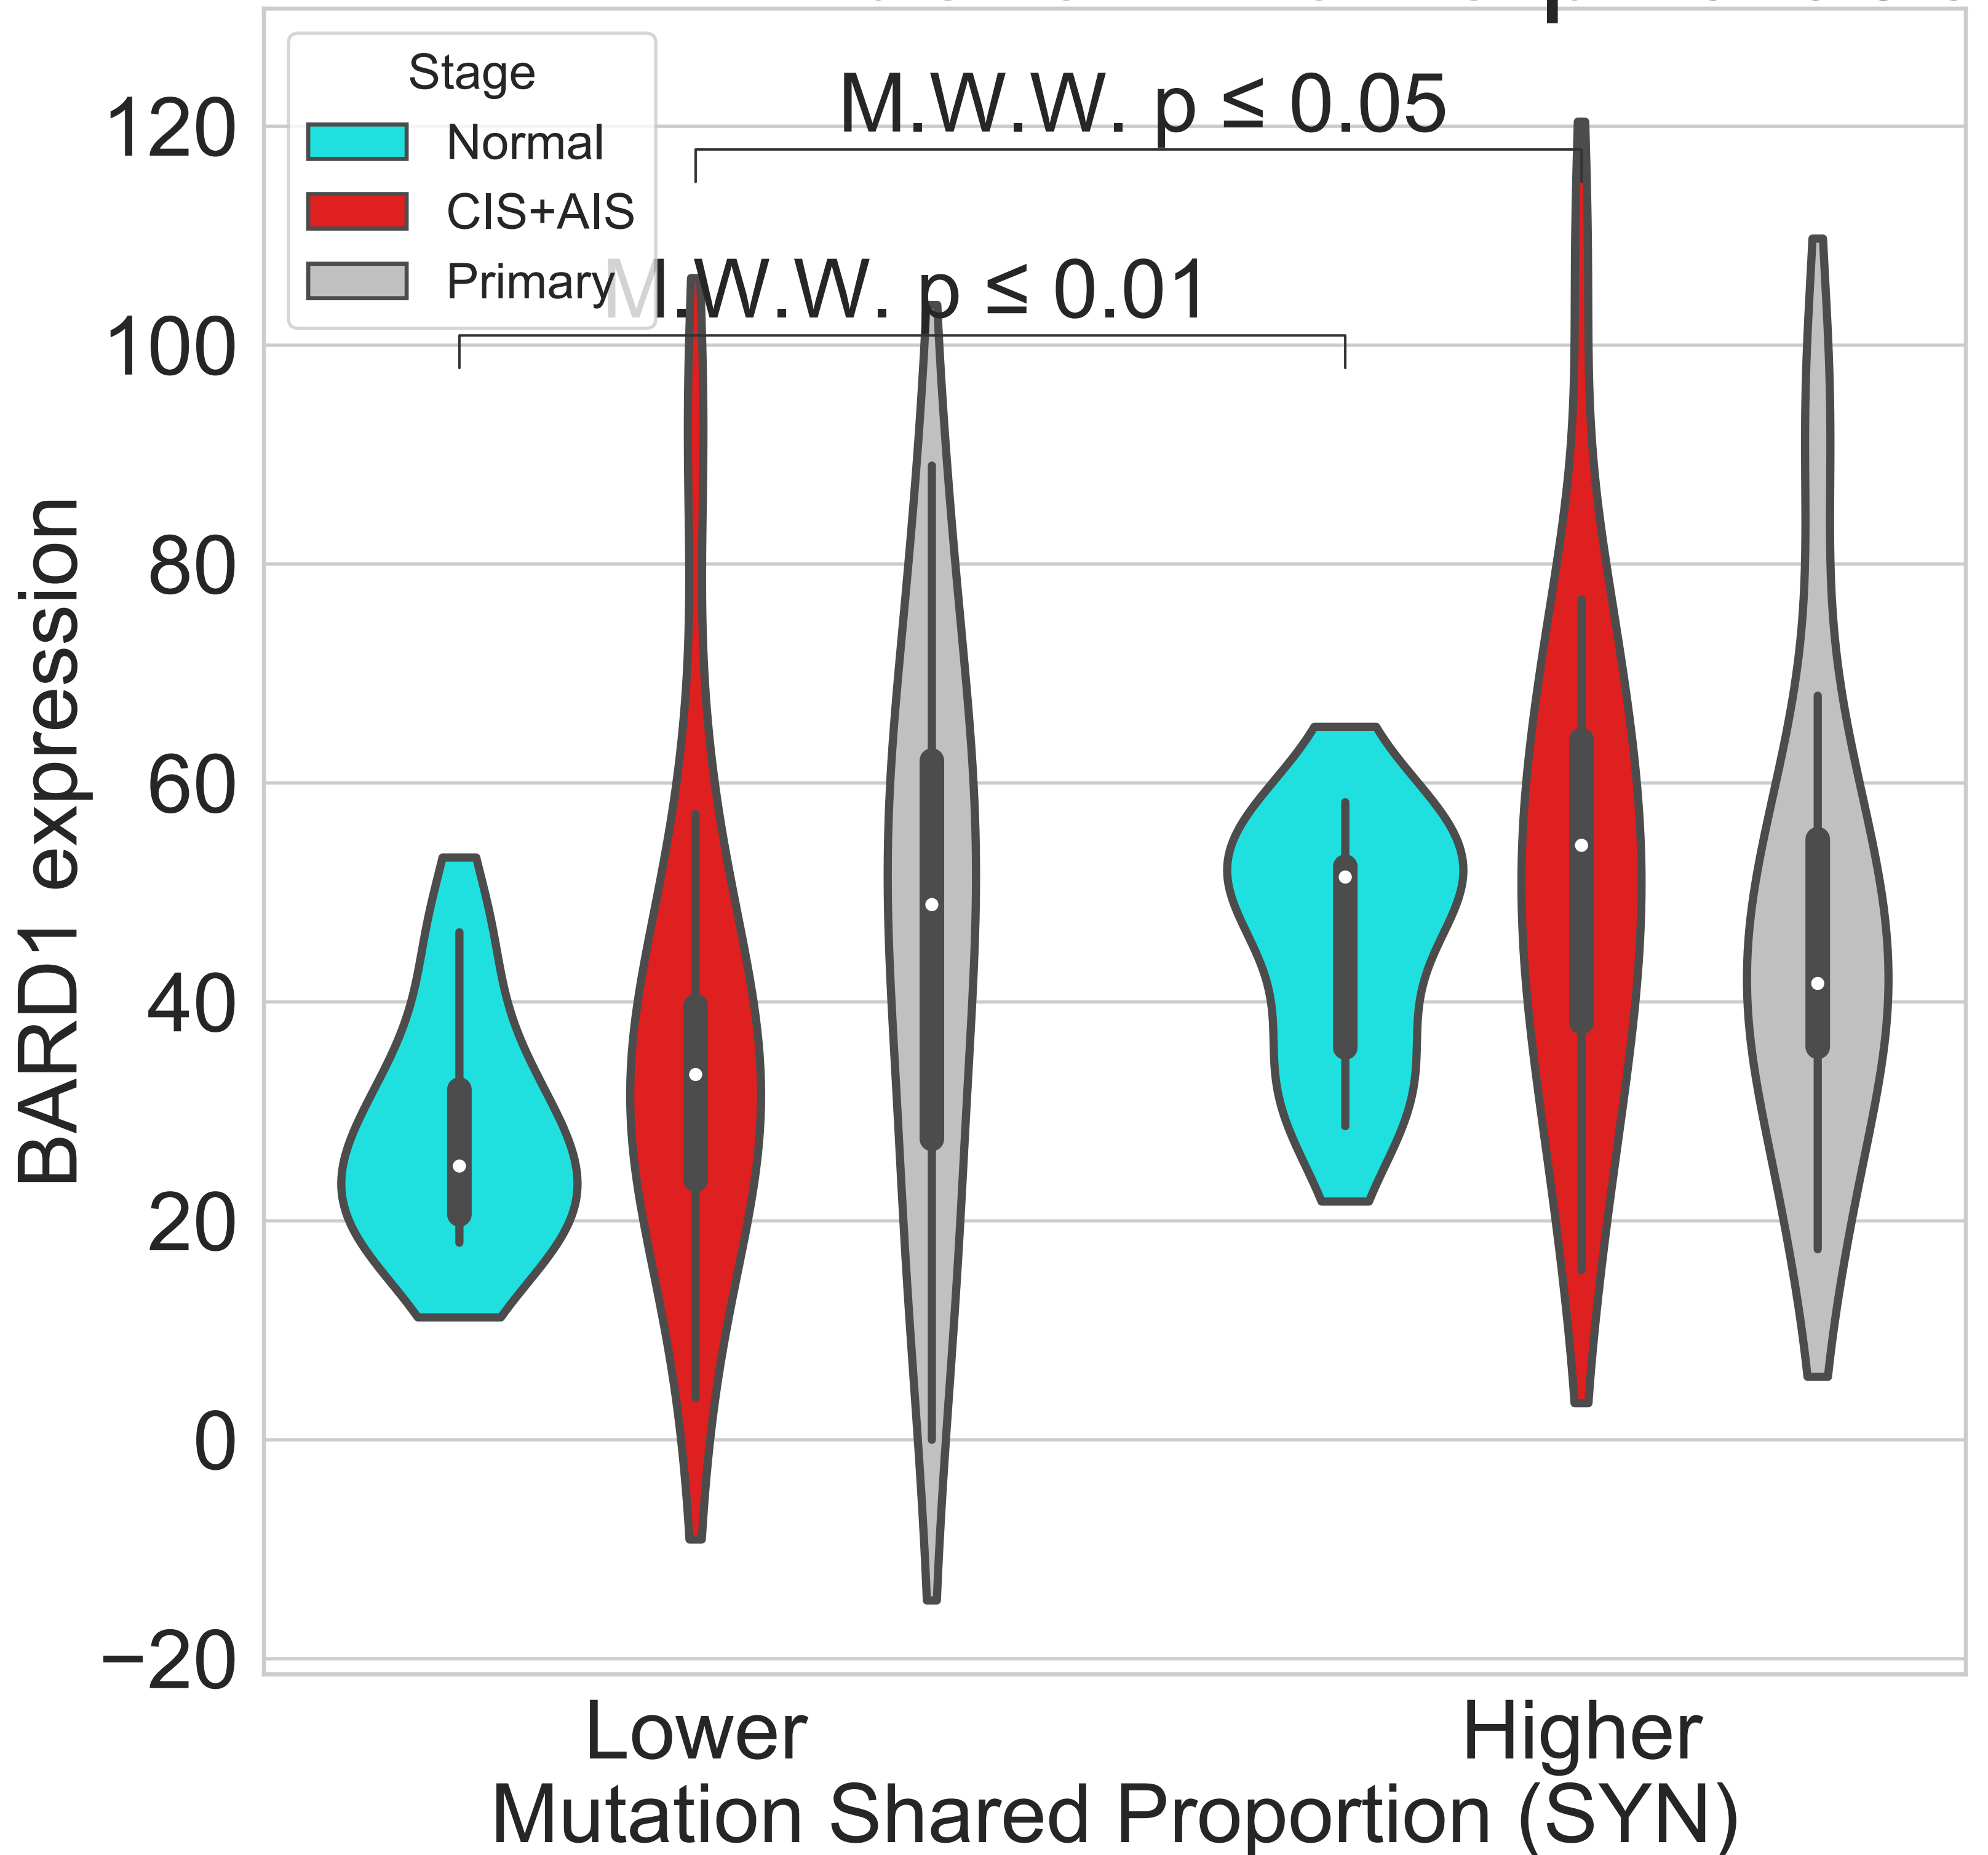 Stage
Normal
CIS+AIS
Primary
M.W.W. p ≤ 0.05
M.W.W. p ≤ 0.01
120
100
80
60
40
20
0
−20
BARD1 expression
Lower
Higher
Mutation Shared Proportion (SYN)